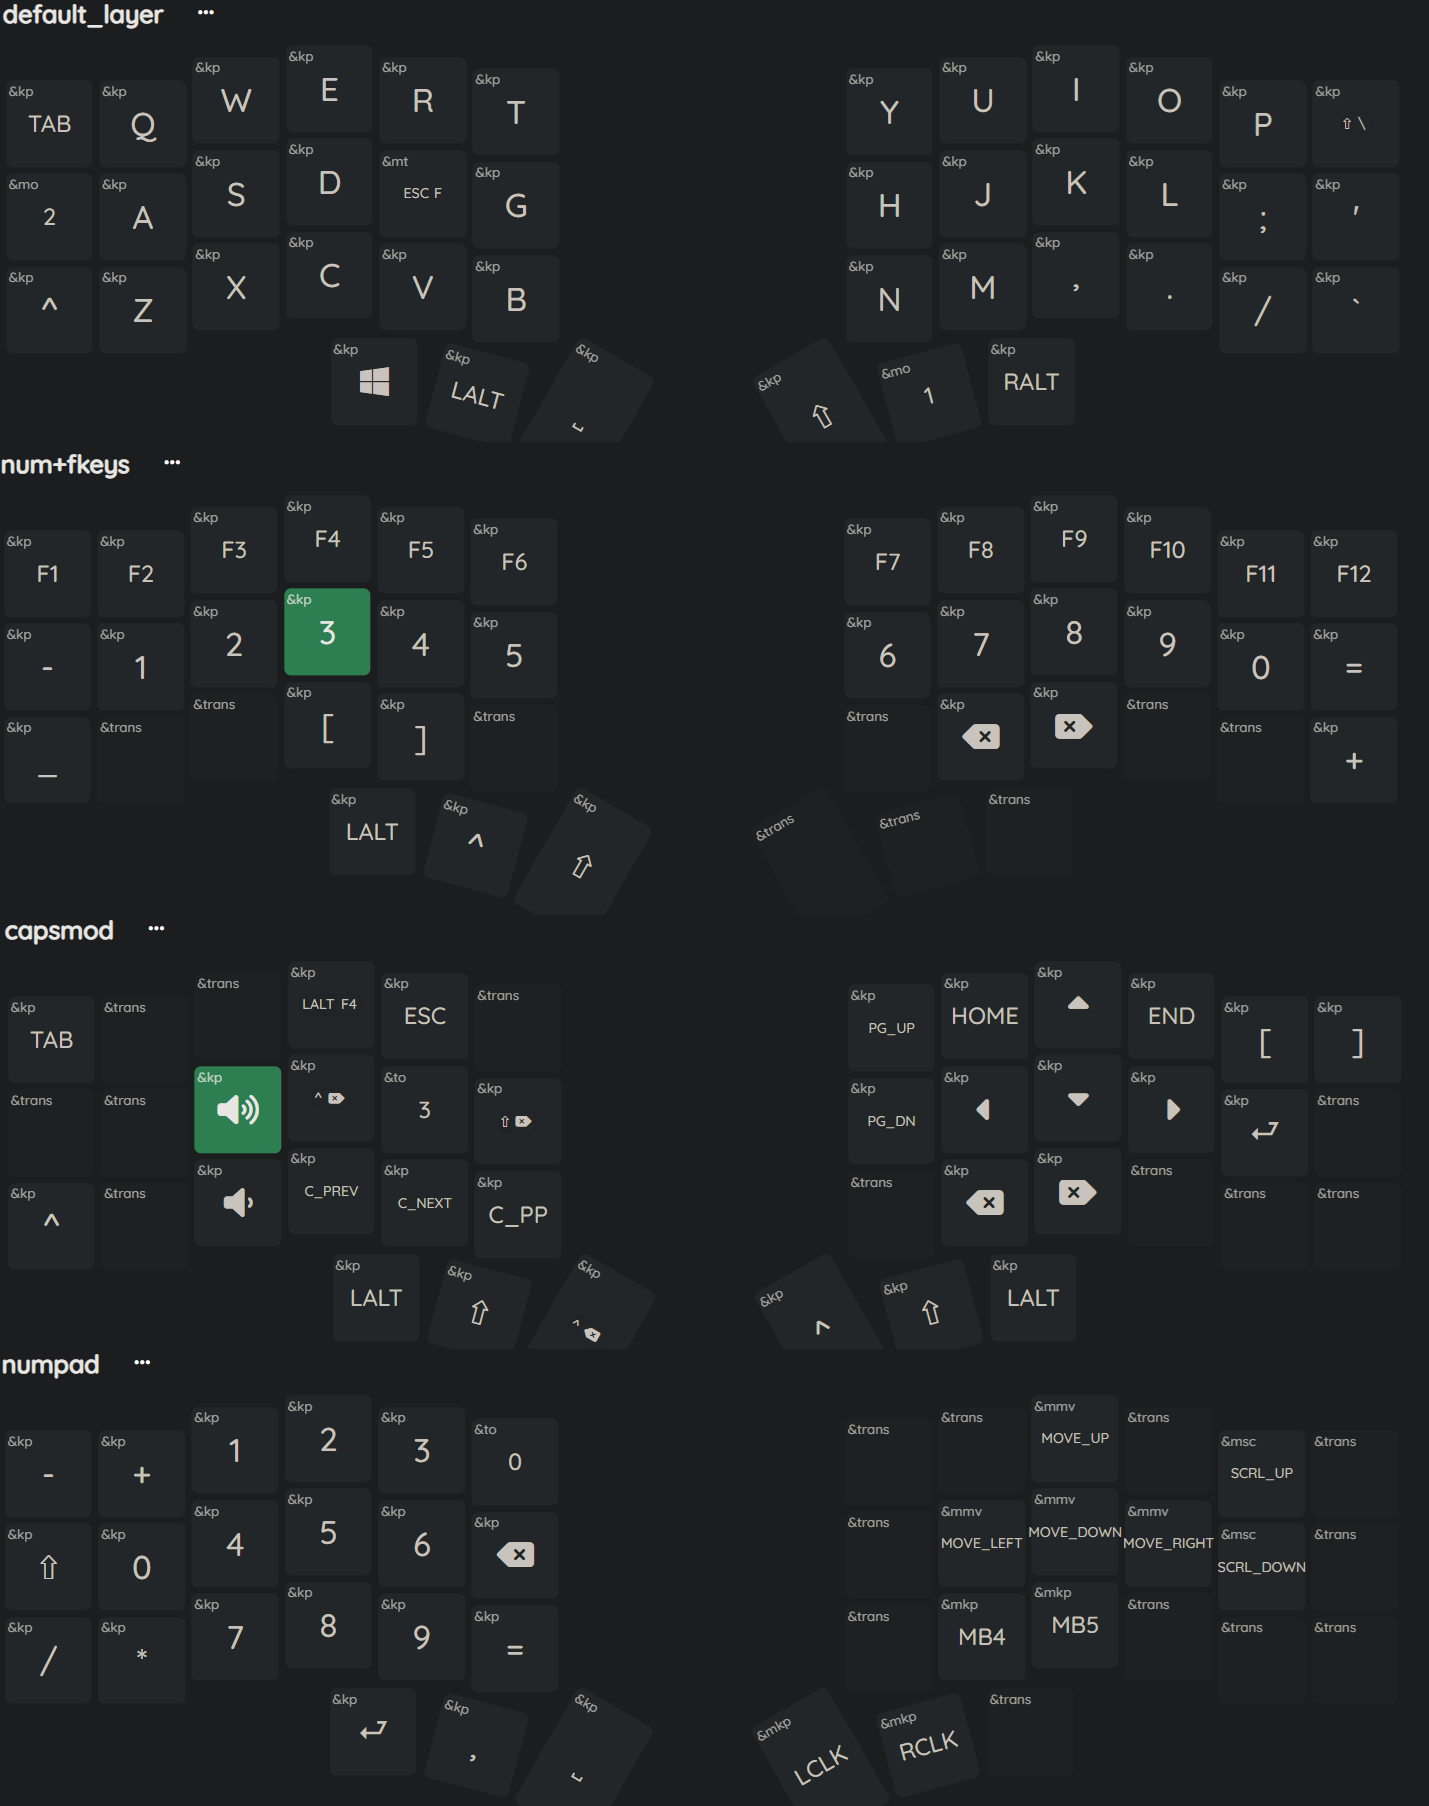 default_layer ...
&kp TAB &kp Q &kp W &kp E &kp R &kp T &kp Y &kp U &kp I &kp O &kp P &kp ⇧ \
&mo 2 &kp A &kp S &kp D &mt ESC F &kp G &kp H &kp J &kp K &kp L &kp ; &kp '
&kp ^ &kp Z &kp X &kp C &kp V &kp B &kp N &kp M &kp , &kp . &kp / &kp `
&kp &kp LALT &kp ⎵ &kp ⇧ &mo 1 &kp RALT
num+fkeys ...
&kp F1 &kp F2 &kp F3 &kp F4 &kp F5 &kp F6 &kp F7 &kp F8 &kp F9 &kp F10 &kp F11 &kp F12
&kp - &kp 1 &kp 2 &kp 3 &kp 4 &kp 5 &kp 6 &kp 7 &kp 8 &kp 9 &kp 0 &kp =
&kp _ &trans &trans &kp [ &kp ] &trans &trans &kp ⌫ &kp ⌦ &trans &trans &kp +
&kp LALT &kp ^ &kp ⇧ &trans &trans &trans
capsmod ...
&kp TAB &trans &trans &kp LALT F4 &kp ESC &trans &kp PG_UP &kp HOME &kp ▲ &kp END &kp [ &kp ]
&trans &trans &kp &kp ^ ⌦ &to 3 &kp ⇧ ⌦ &kp PG_DN &kp ◀ &kp ▼ &kp ▶ &kp ⏎ &trans
&kp ^ &trans &kp &kp C_PREV &kp C_NEXT &kp C_PP &trans &kp ⌫ &kp ⌦ &trans &trans &trans
&kp LALT &kp ⇧ &kp ^ ⌫ &kp ^ &kp ⇧ &kp LALT
numpad ...
&kp - &kp + &kp 1 &kp 2 &kp 3 &to 0 &trans &trans &mmv MOVE_UP &trans &msc SCRL_UP &trans
&kp ⇧ &kp 0 &kp 4 &kp 5 &kp 6 &kp ⌫ &trans &mmv MOVE_LEFT &mmv MOVE_DOWN &mmv MOVE_RIGHT &msc SCRL_DOWN &trans
&kp / &kp * &kp 7 &kp 8 &kp 9 &kp = &trans &mkp MB4 &mkp MB5 &trans &trans &trans
&kp ⏎ &kp , &kp ⎵ &mkp LCLK &mkp RCLK &trans